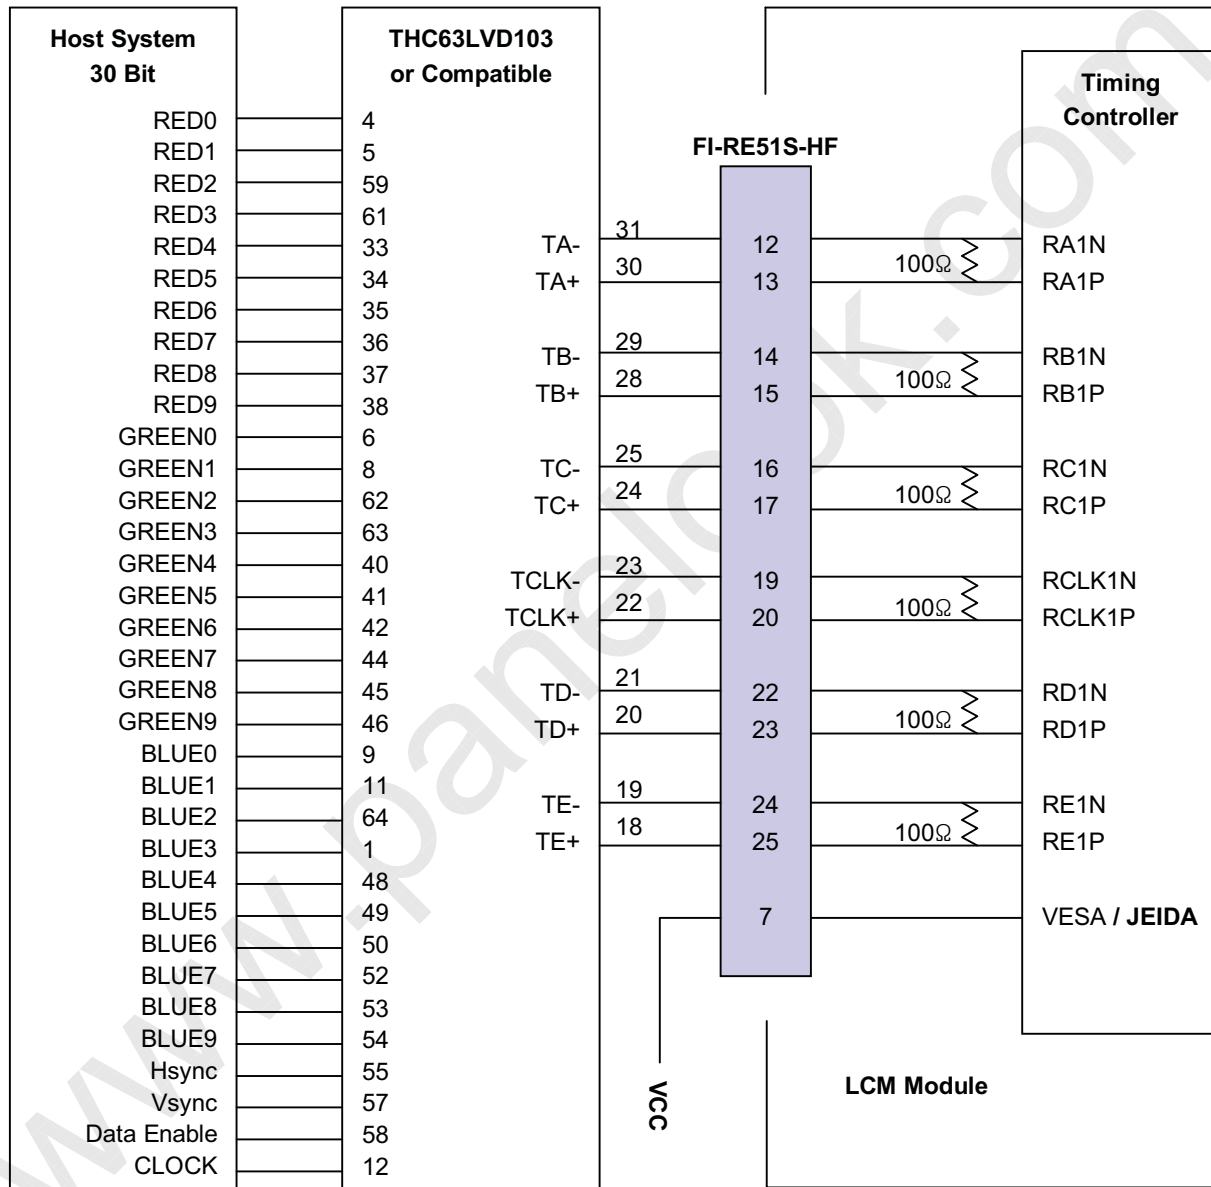 Host System
30 Bit
THC63LVD103
or Compatible
Timing
Controller
FI-RE51S-HF
RED0 4
RED1 5
RED2 59
RED3 61
RED4 33
RED5 34
RED6 35
RED7 36
RED8 37
RED9 38
GREEN0 6
GREEN1 8
GREEN2 62
GREEN3 63
GREEN4 40
GREEN5 41
GREEN6 42
GREEN7 44
GREEN8 45
GREEN9 46
BLUE0 9
BLUE1 11
BLUE2 64
BLUE3 1
BLUE4 48
BLUE5 49
BLUE6 50
BLUE7 52
BLUE8 53
BLUE9 54
Hsync 55
Vsync 57
Data Enable 58
CLOCK 12
TA- 31 12 RA1N
100Ω
TA+ 30 13 RA1P
TB- 29 14 RB1N
100Ω
TB+ 28 15 RB1P
TC- 25 16 RC1N
100Ω
TC+ 24 17 RC1P
TCLK- 23 19 RCLK1N
100Ω
TCLK+ 22 20 RCLK1P
TD- 21 22 RD1N
100Ω
TD+ 20 23 RD1P
TE- 19 24 RE1N
100Ω
TE+ 18 25 RE1P
7 VESA / JEIDA
VCC
LCM Module
www.panelook.com